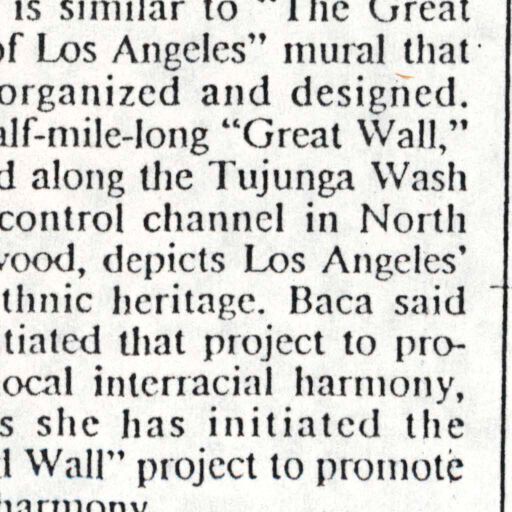 is similar to "The Great
of Los Angeles" mural that
organized and designed.
alf-mile-long "Great Wall,"
d along the Tujunga Wash
control channel in North
wood, depicts Los Angeles'
thnic heritage. Baca said
tiated that project to pro-
ocal interracial harmony,
s she has initiated the
d Wall" project to promote
harmony